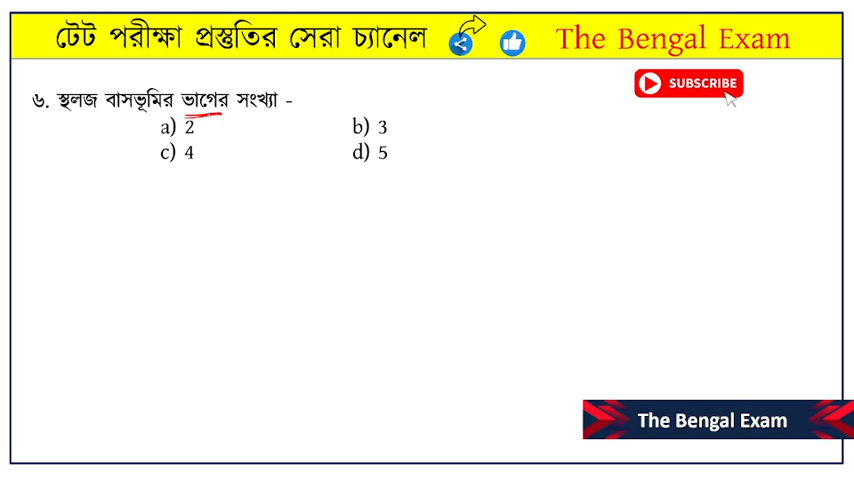 টেট পরীক্ষা প্রস্তুতির সেরা চ্যানেল The Bengal Exam
SUBSCRIBE
৬. স্থলজ বাসভূমির ভাগের সংখ্যা -
a) 2 b) 3
c) 4 d) 5
The Bengal Exam